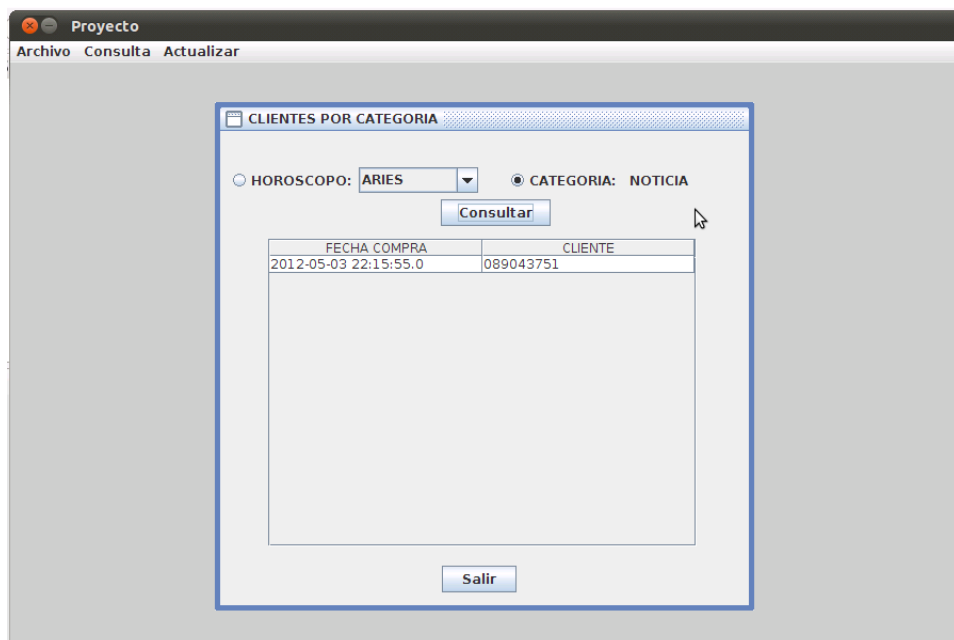 Proyecto
Archivo Consulta Actualizar
CLIENTES POR CATEGORIA
HOROSCOPO: ARIES CATEGORIA: NOTICIA
Consultar
FECHA COMPRA CLIENTE
2012-05-03 22:15:55.0 089043751
Salir